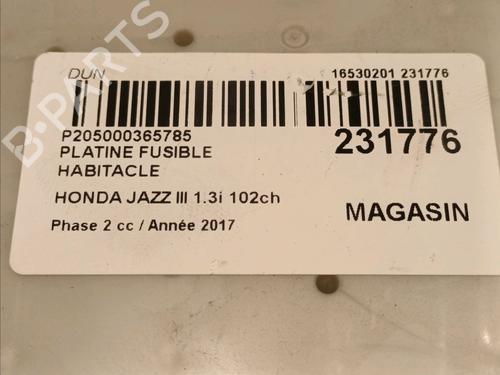 DUN
16530201 231776
P205000365785
231776
PLATINE FUSIBLE
HABITACLE
HONDA JAZZ III 1.3i 102ch
MAGASIN
Phase 2 cc / Année 2017
B-PARTS